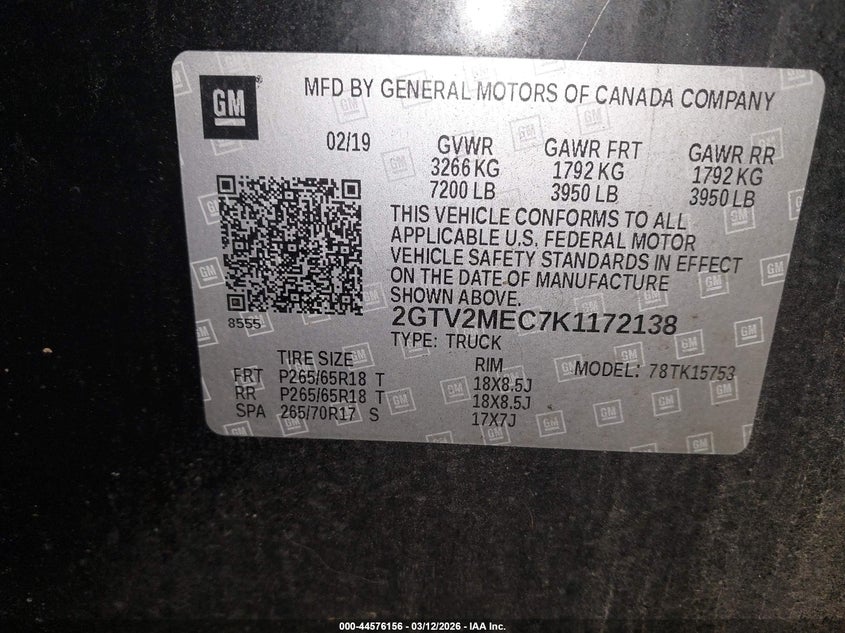 GM
MFD BY GENERAL MOTORS OF CANADA COMPANY
02/19
GVWR
3266 KG
7200 LB
GAWR FRT
1792 KG
3950 LB
GAWR RR
1792 KG
3950 LB
THIS VEHICLE CONFORMS TO ALL
APPLICABLE U.S. FEDERAL MOTOR
VEHICLE SAFETY STANDARDS IN EFFECT
ON THE DATE OF MANUFACTURE
SHOWN ABOVE.
8555
2GTV2MEC7K1172138
TYPE: TRUCK
TIRE SIZE RIM MODEL: 78TK15753
FRT P265/65R18 T 18X8.5J
RR P265/65R18 T 18X8.5J
SPA 265/70R17 S 17X7J
000-44576156 - 03/12/2026 - IAA Inc.